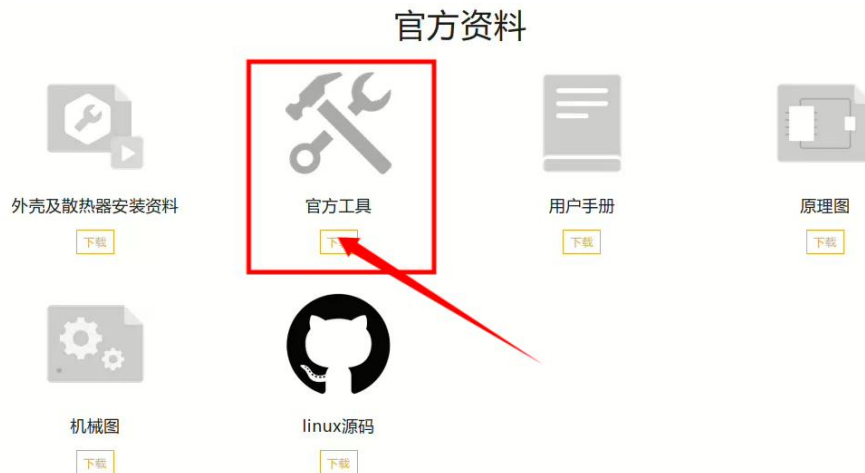 官方资料
外壳及散热器安装资料
官方工具
用户手册
原理图
下载
下载
下载
下载
机械图
linux源码
下载
下载